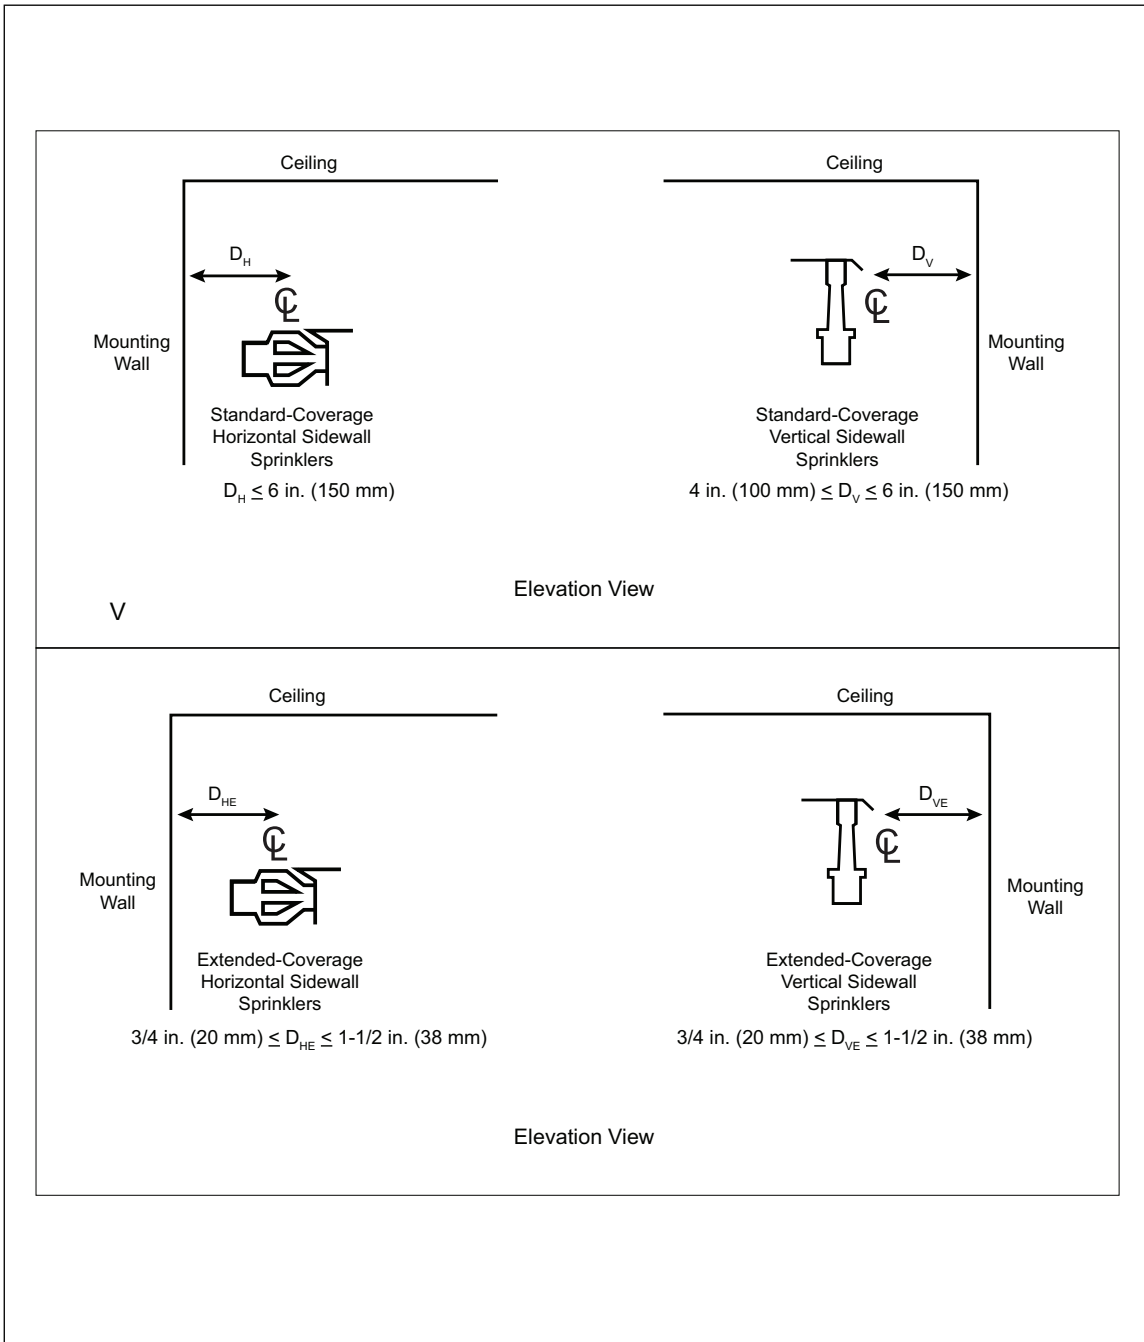 Ceiling
D_H
℄
Mounting
Wall
Standard-Coverage
Horizontal Sidewall
Sprinklers
D_H ≤ 6 in. (150 mm)
Ceiling
D_V
℄
Mounting
Wall
Standard-Coverage
Vertical Sidewall
Sprinklers
4 in. (100 mm) ≤ D_V ≤ 6 in. (150 mm)
Elevation View
V
Ceiling
D_HE
℄
Mounting
Wall
Extended-Coverage
Horizontal Sidewall
Sprinklers
3/4 in. (20 mm) ≤ D_HE ≤ 1-1/2 in. (38 mm)
Ceiling
D_VE
℄
Mounting
Wall
Extended-Coverage
Vertical Sidewall
Sprinklers
3/4 in. (20 mm) ≤ D_VE ≤ 1-1/2 in. (38 mm)
Elevation View